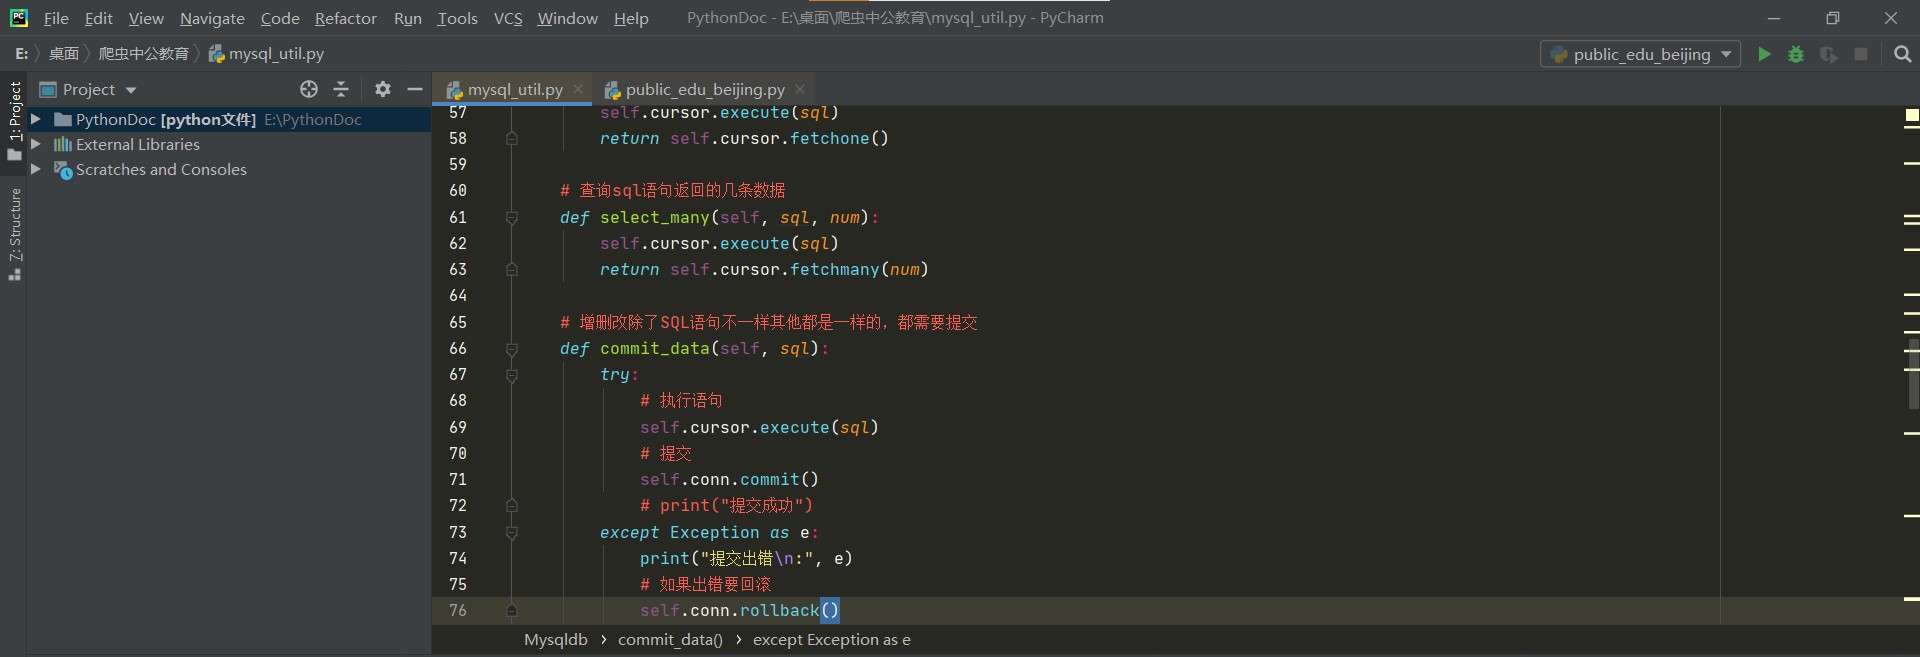 File Edit View Navigate Code Refactor Run Tools VCS Window Help PythonDoc - E:\桌面\爬虫中公教育\mysql_util.py - PyCharm
E: 桌面 爬虫中公教育 mysql_util.py public_edu_beijing
1: Project
7: Structure
Project
PythonDoc [python文件] E:\PythonDoc
External Libraries
Scratches and Consoles
mysql_util.py public_edu_beijing.py
57 self.cursor.execute(sql)
58 return self.cursor.fetchone()
59
60 # 查询sql语句返回的几条数据
61 def select_many(self, sql, num):
62 self.cursor.execute(sql)
63 return self.cursor.fetchmany(num)
64
65 # 增删改除了SQL语句不一样其他都是一样的，都需要提交
66 def commit_data(self, sql):
67 try:
68 # 执行语句
69 self.cursor.execute(sql)
70 # 提交
71 self.conn.commit()
72 # print("提交成功")
73 except Exception as e:
74 print("提交出错\n:", e)
75 # 如果出错要回滚
76 self.conn.rollback()
Mysqldb › commit_data() › except Exception as e